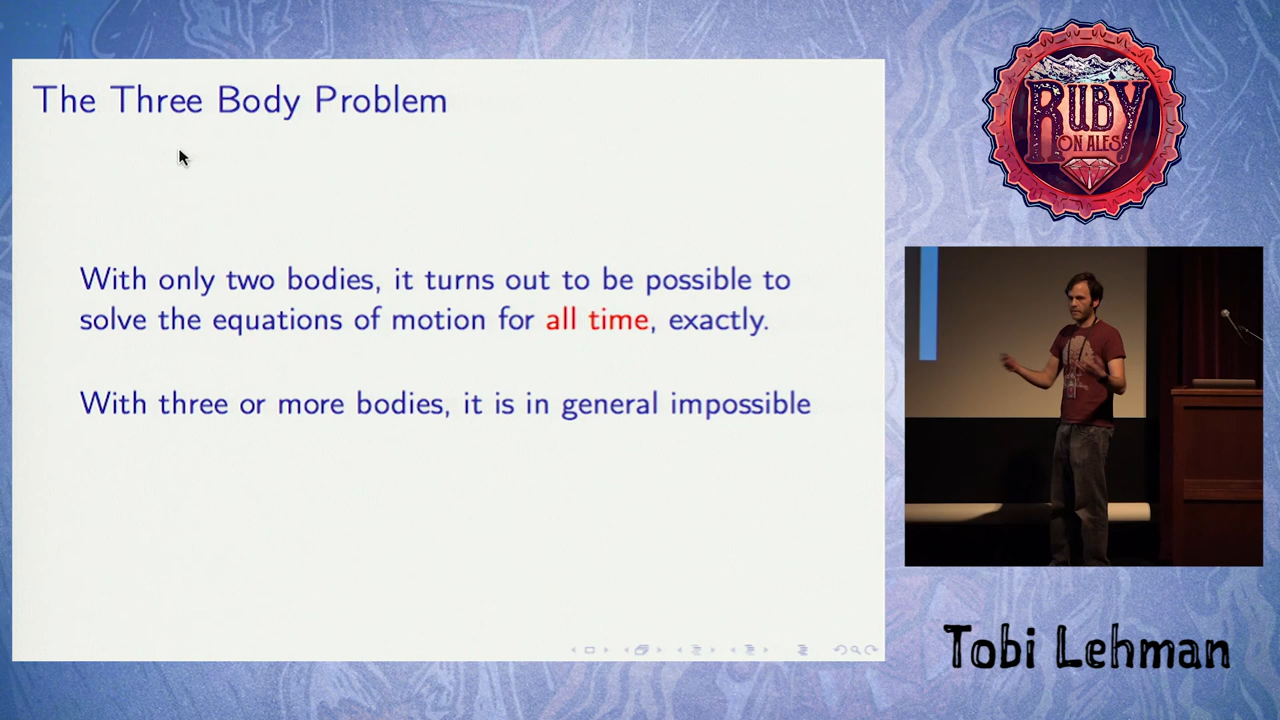 The Three Body Problem
With only two bodies, it turns out to be possible to
solve the equations of motion for all time, exactly.
With three or more bodies, it is in general impossible
RUBY
ON ALES
Tobi Lehman